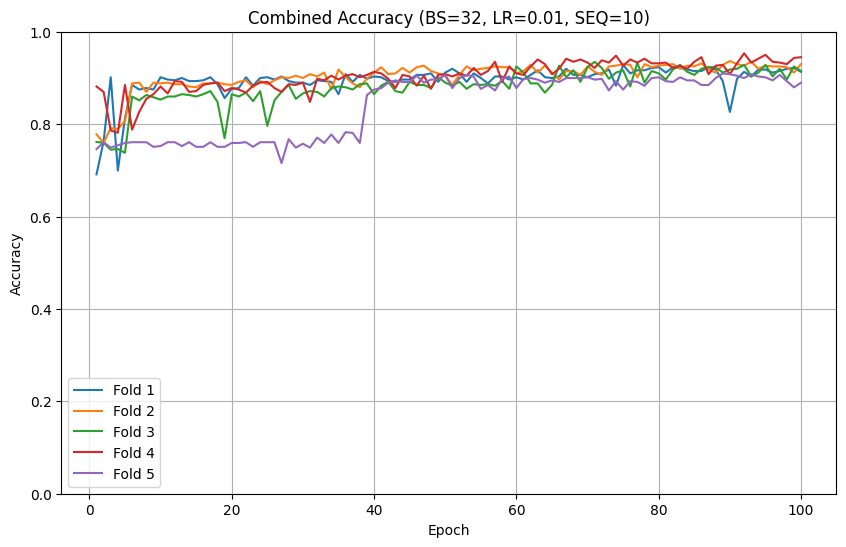 Combined Accuracy (BS=32, LR=0.01, SEQ=10)
1.0
0.8
0.6
0.4
0.2
0.0
Accuracy
Fold 1
Fold 2
Fold 3
Fold 4
Fold 5
0 20 40 60 80 100
Epoch